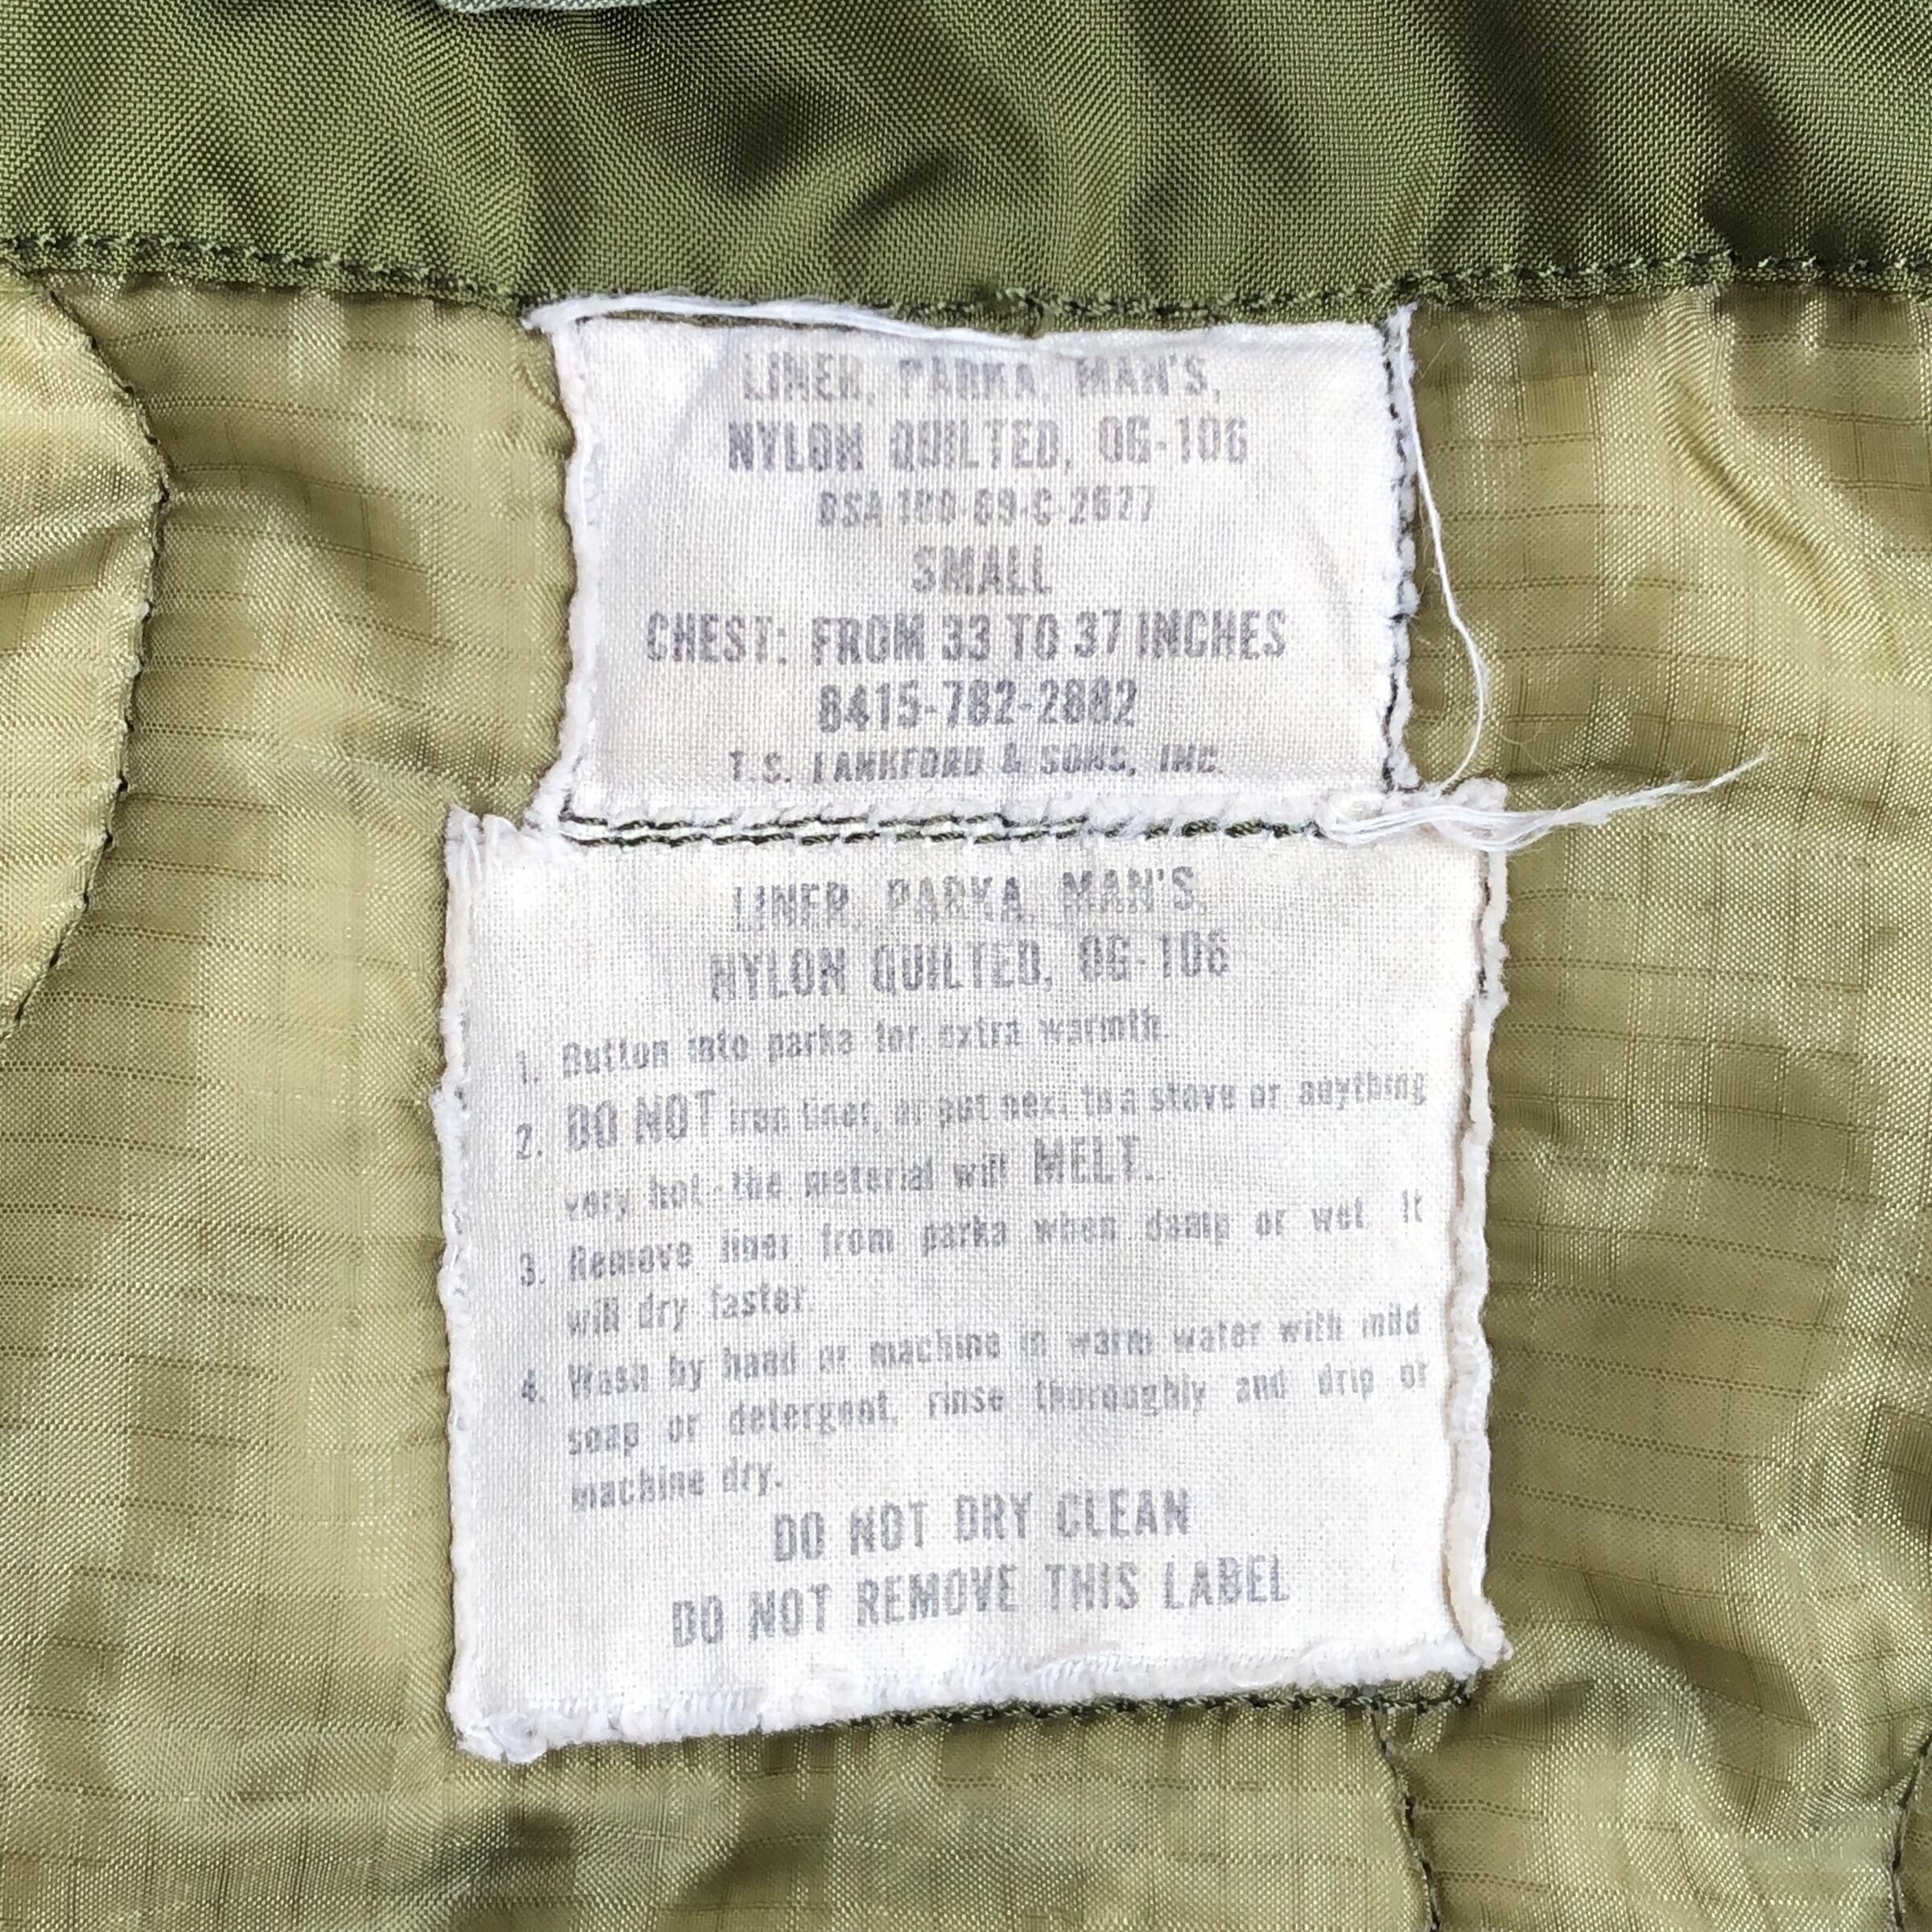 LINER, PARKA, MAN'S,
NYLON QUILTED, OG-106
DSA 100-69-C-2627
SMALL
CHEST: FROM 33 TO 37 INCHES
8415-782-2882
T.S. LANKFORD & SONS, INC.
LINER, PARKA, MAN'S,
NYLON QUILTED, OG-106
1. Button into parka for extra warmth.
2. DO NOT iron liner, or put next to a stove or anything
very hot-the material will MELT.
3. Remove liner from parka when damp or wet. It
will dry faster.
4. Wash by hand or machine in warm water with mild
soap or detergent, rinse thoroughly and drip or
machine dry.
DO NOT DRY CLEAN
DO NOT REMOVE THIS LABEL